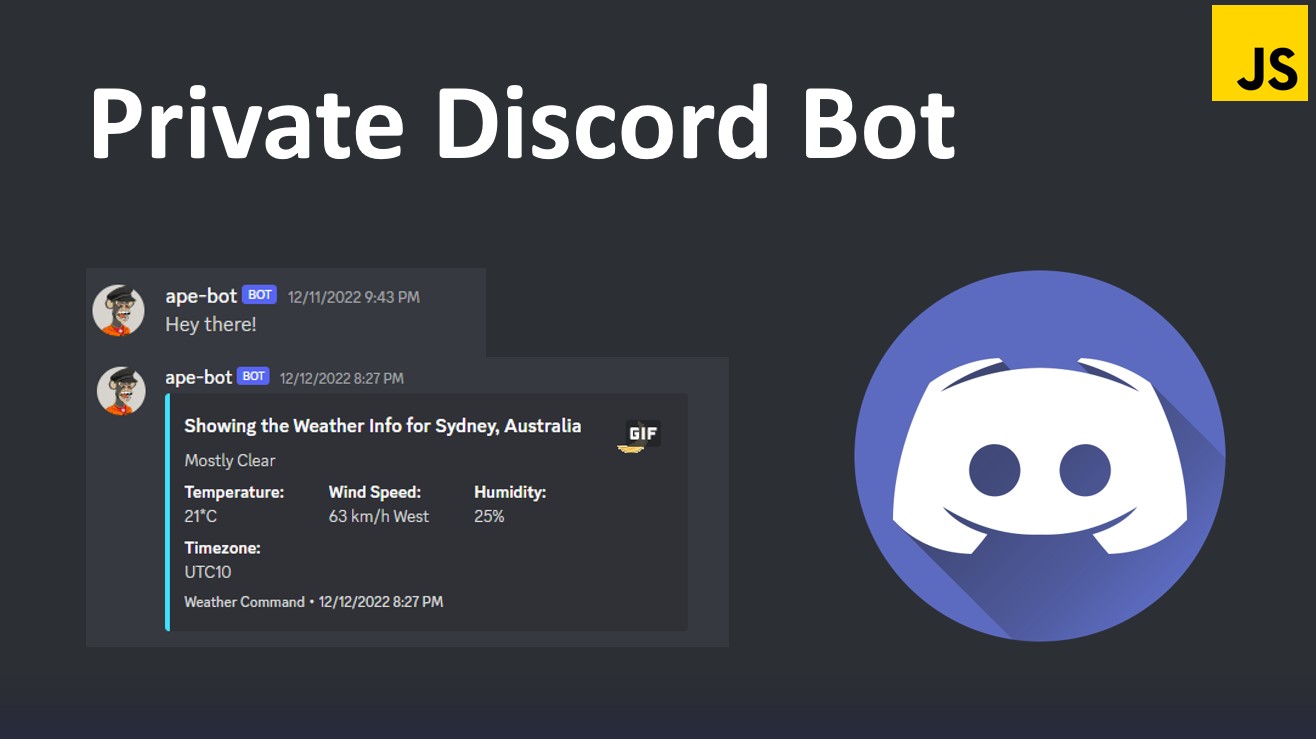 JS
Private Discord Bot
ape-bot BOT 12/11/2022 9:43 PM
Hey there!
ape-bot BOT 12/12/2022 8:27 PM
Showing the Weather Info for Sydney, Australia
GIF
Mostly Clear
Temperature: Wind Speed: Humidity:
21*C 63 km/h West 25%
Timezone:
UTC10
Weather Command • 12/12/2022 8:27 PM